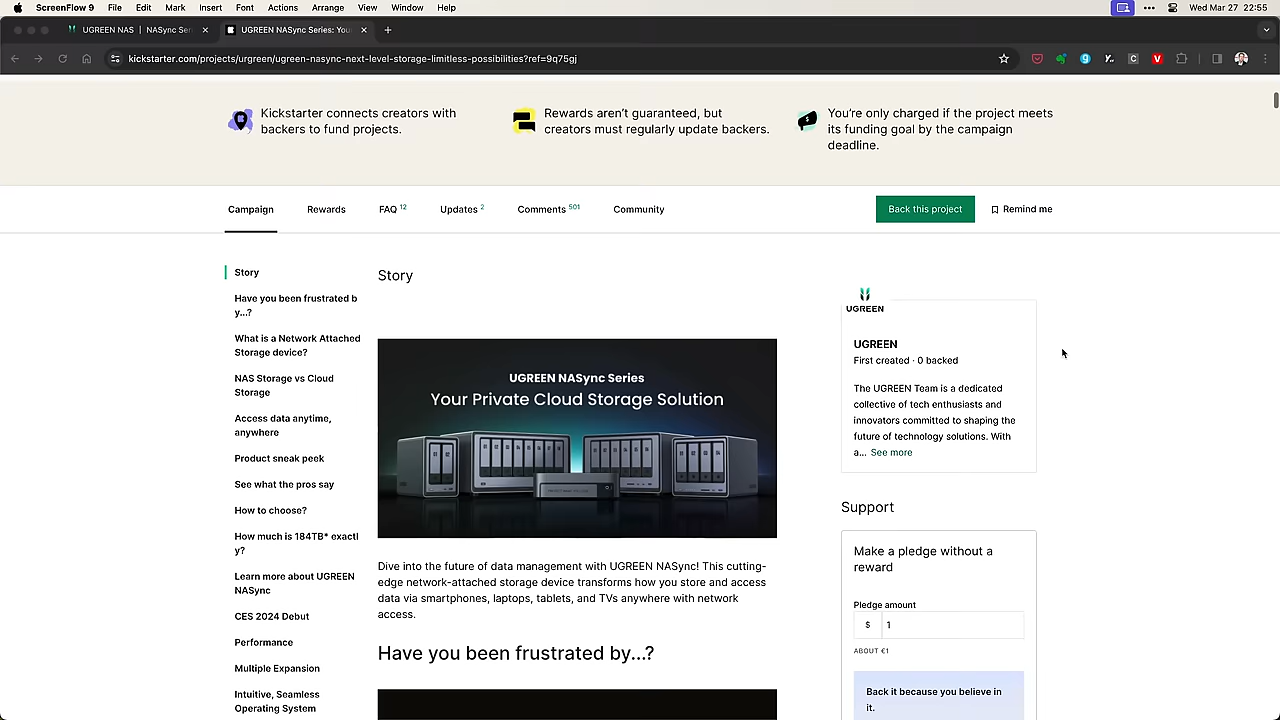 ScreenFlow 9 File Edit Mark Insert Font Actions Arrange View Window Help Wed Mar 27 22:55
UGREEN NAS | NASync Seri UGREEN NASync Series: You
kickstarter.com/projects/urgreen/ugreen-nasync-next-level-storage-limitless-possibilities?ref=9q75gj
Kickstarter connects creators with
backers to fund projects.
Rewards aren't guaranteed, but
creators must regularly update backers.
You're only charged if the project meets
its funding goal by the campaign
deadline.
Campaign Rewards FAQ 12 Updates 2 Comments 501 Community Back this project Remind me
Story
Have you been frustrated b
y...?
What is a Network Attached
Storage device?
NAS Storage vs Cloud
Storage
Access data anytime,
anywhere
Product sneak peek
See what the pros say
How to choose?
How much is 184TB* exactl
y?
Learn more about UGREEN
NASync
CES 2024 Debut
Performance
Multiple Expansion
Intuitive, Seamless
Operating System
Story
UGREEN NASync Series
Your Private Cloud Storage Solution
Dive into the future of data management with UGREEN NASync! This cutting-
edge network-attached storage device transforms how you store and access
data via smartphones, laptops, tablets, and TVs anywhere with network
access.
Have you been frustrated by...?
UGREEN
UGREEN
First created · 0 backed
The UGREEN Team is a dedicated
collective of tech enthusiasts and
innovators committed to shaping the
future of technology solutions. With
a... See more
Support
Make a pledge without a
reward
Pledge amount
$ 1
ABOUT €1
Back it because you believe in
it.